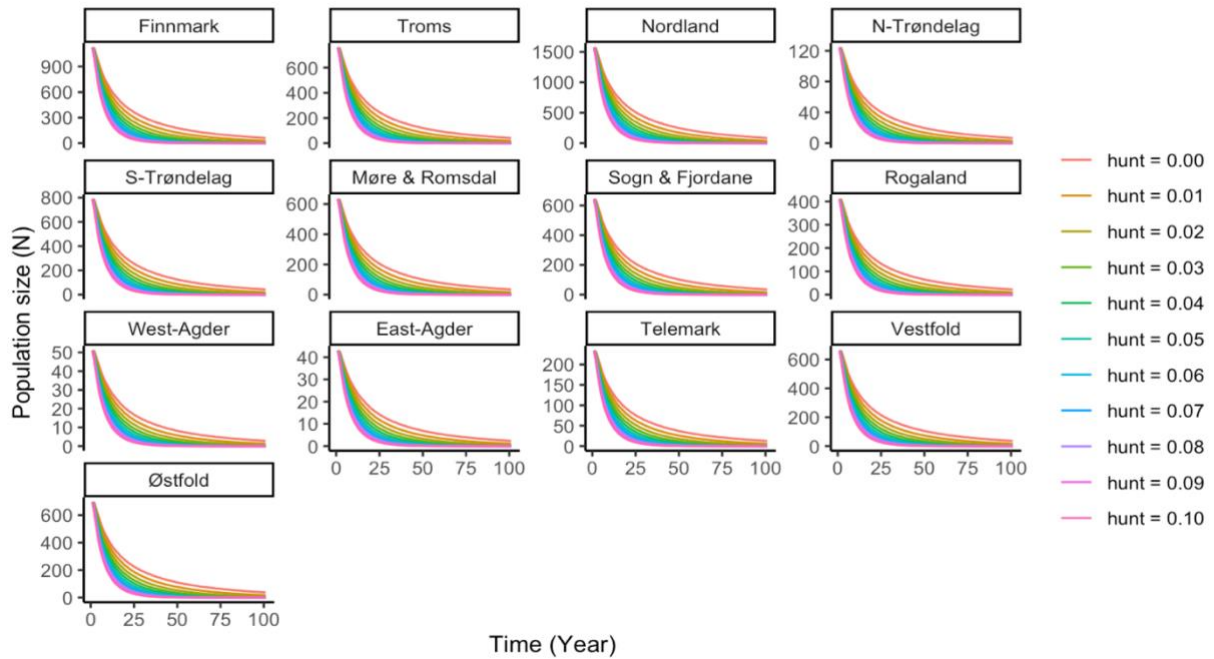 Finnmark Troms Nordland N-Trøndelag
900 600 1500 120
600 400 1000 80
300 200 500 40
0 0 0 0
S-Trøndelag Møre & Romsdal Sogn & Fjordane Rogaland
800 600 600 400
600 400 400 300
400 200 200 200
200 100
0 0 0 0
West-Agder East-Agder Telemark Vestfold
50 40 200 600
40 30 150 400
30 20 100 200
20 10 50
10
0 0 0 0
0 25 50 75 100 0 25 50 75 100 0 25 50 75 100
Østfold
600
400
200
0
0 25 50 75 100
Population size (N)
Time (Year)
hunt = 0.00
hunt = 0.01
hunt = 0.02
hunt = 0.03
hunt = 0.04
hunt = 0.05
hunt = 0.06
hunt = 0.07
hunt = 0.08
hunt = 0.09
hunt = 0.10